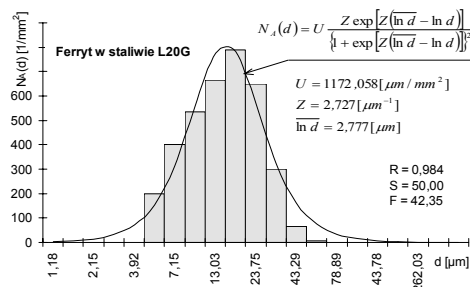 N_A(d) [1/mm²]
Ferryt w staliwie L20G
N_A(d) = U Z exp[Z(ln d − ln d)] / {1 + exp[Z(ln d − ln d)]}²
U = 1172,058 [μm / mm²]
Z = 2,727 [μm⁻¹]
ln d = 2,777 [μm]
R = 0,984
S = 50,00
F = 42,35
800
700
600
500
400
300
200
100
0
1,18
2,15
3,92
7,15
13,03
23,75
43,29
78,89
43,78
262,03
d [μm]